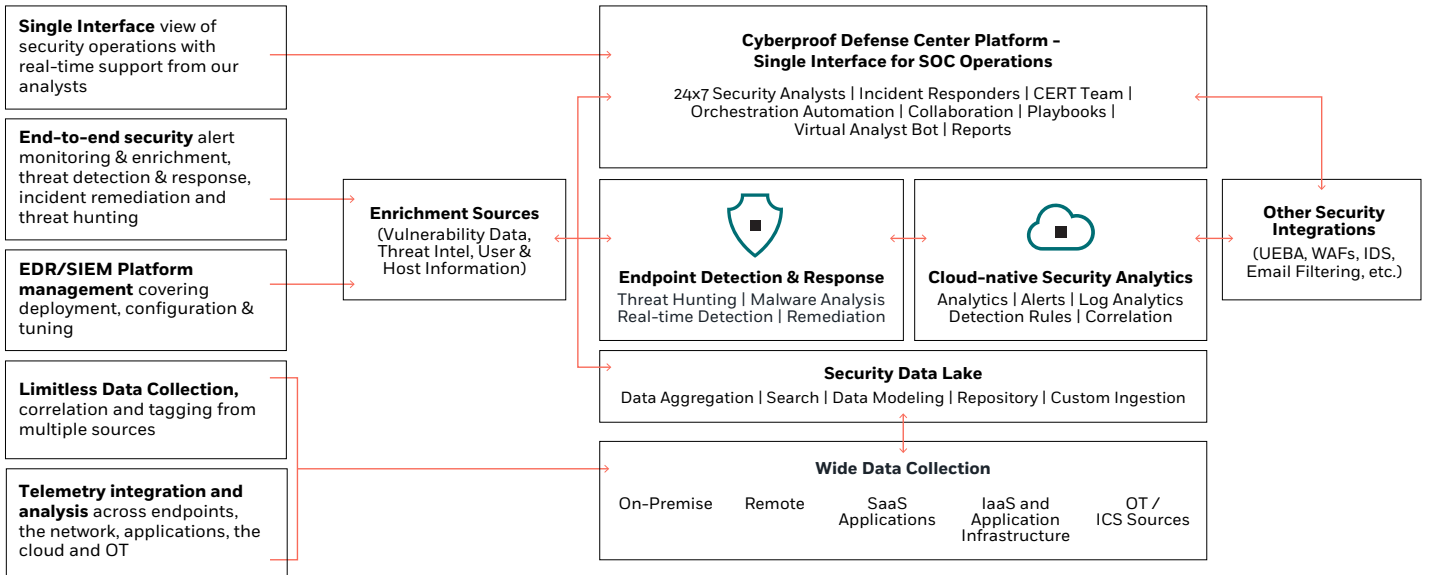 Single Interface view of
security operations with
real-time support from our
analysts
End-to-end security alert
monitoring & enrichment,
threat detection & response,
incident remediation and
threat hunting
EDR/SIEM Platform
management covering
deployment, configuration &
tuning
Limitless Data Collection,
correlation and tagging from
multiple sources
Telemetry integration and
analysis across endpoints,
the network, applications, the
cloud and OT
Enrichment Sources
(Vulnerability Data,
Threat Intel, User &
Host Information)
Cyberproof Defense Center Platform –
Single Interface for SOC Operations
24x7 Security Analysts | Incident Responders | CERT Team |
Orchestration Automation | Collaboration | Playbooks |
Virtual Analyst Bot | Reports
Endpoint Detection & Response
Threat Hunting | Malware Analysis
Real-time Detection | Remediation
Cloud-native Security Analytics
Analytics | Alerts | Log Analytics
Detection Rules | Correlation
Other Security
Integrations
(UEBA, WAFs, IDS,
Email Filtering, etc.)
Security Data Lake
Data Aggregation | Search | Data Modeling | Repository | Custom Ingestion
Wide Data Collection
On-Premise
Remote
SaaS
Applications
IaaS and
Application
Infrastructure
OT /
ICS Sources